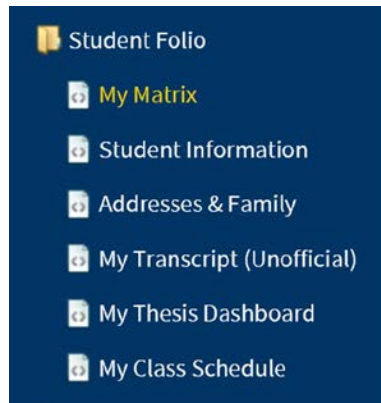 Student Folio
My Matrix
Student Information
Addresses & Family
My Transcript (Unofficial)
My Thesis Dashboard
My Class Schedule